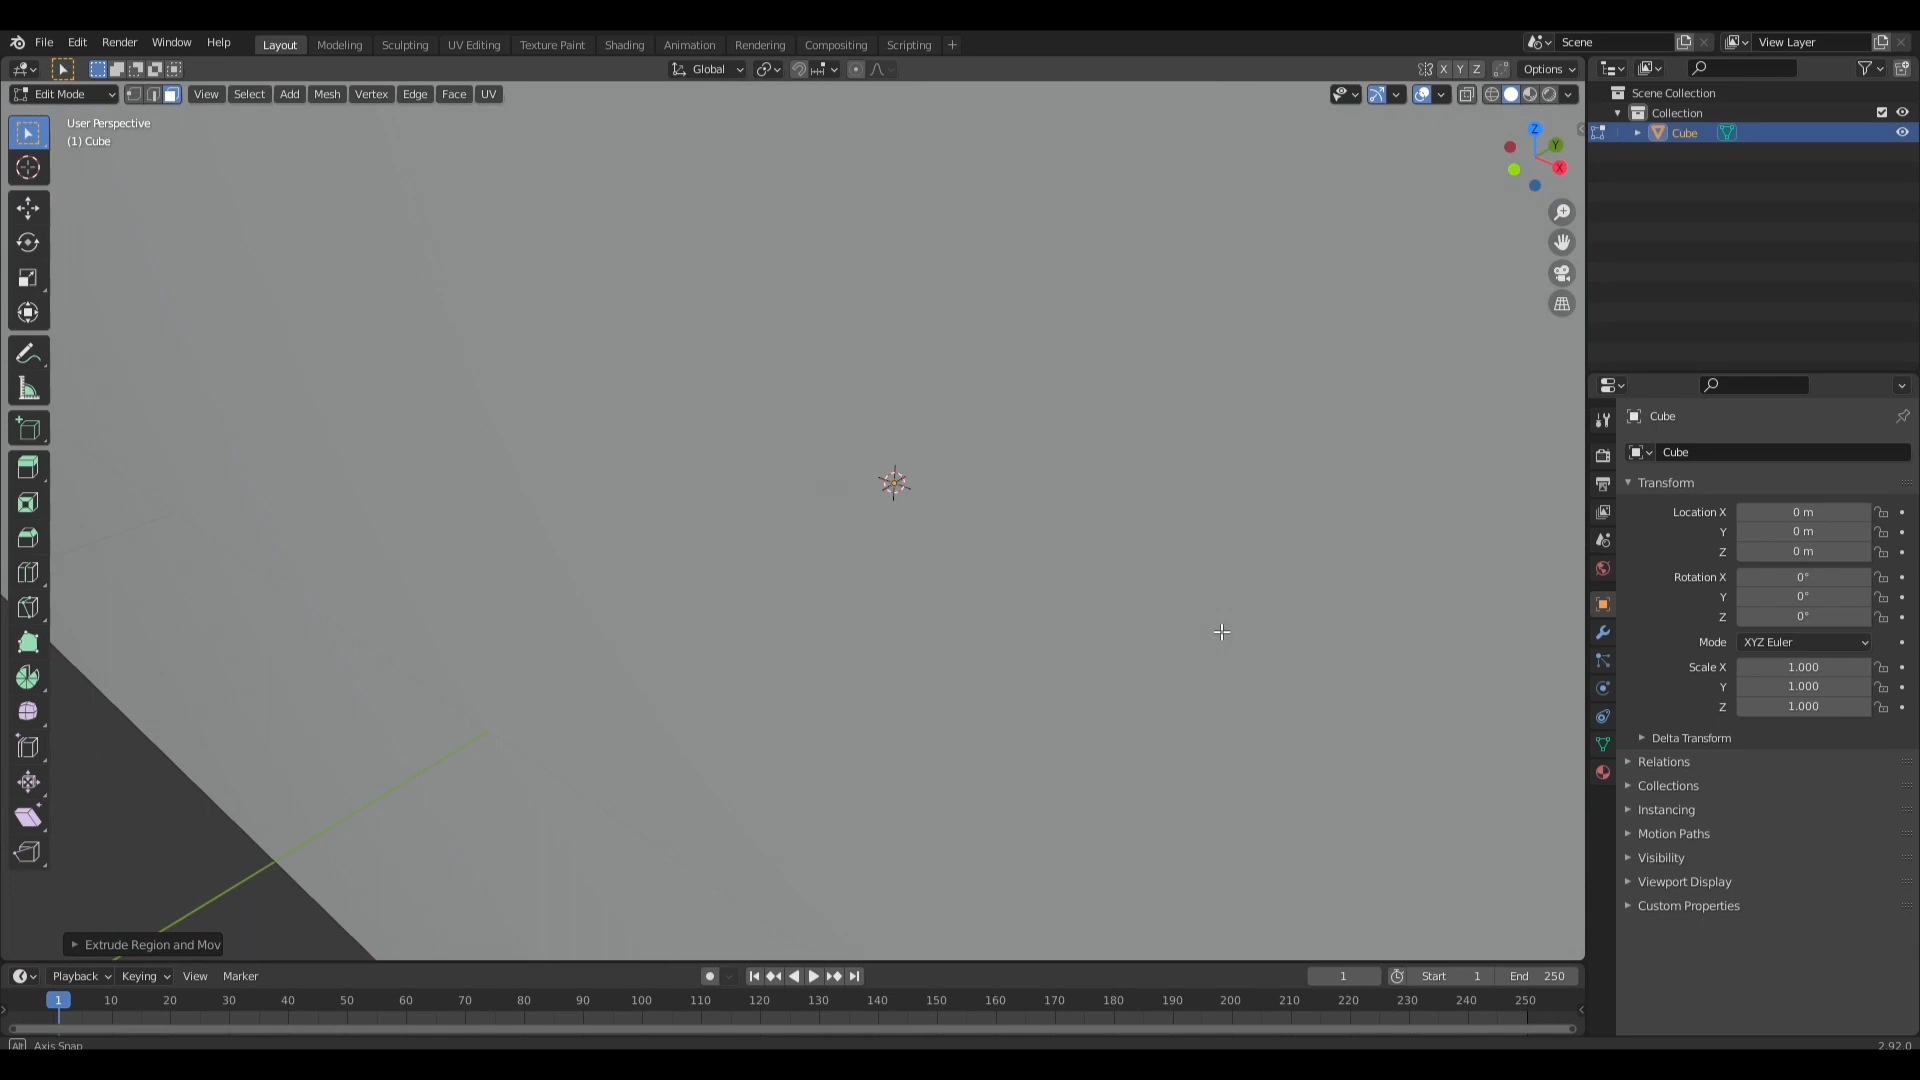 File Edit Render Window Help Layout Modeling Sculpting UV Editing Texture Paint Shading Animation Rendering Compositing Scripting + Scene View Layer
Global X Y Z Options
Edit Mode View Select Add Mesh Vertex Edge Face UV
User Perspective
(1) Cube
Z
Y
X
Scene Collection
Collection
Cube
Cube
Cube
Transform
Location X 0 m
Y 0 m
Z 0 m
Rotation X 0°
Y 0°
Z 0°
Mode XYZ Euler
Scale X 1.000
Y 1.000
Z 1.000
Delta Transform
Relations
Collections
Instancing
Motion Paths
Visibility
Viewport Display
Custom Properties
Extrude Region and Mov
Playback Keying View Marker 1 Start 1 End 250
1 10 20 30 40 50 60 70 80 90 100 110 120 130 140 150 160 170 180 190 200 210 220 230 240 250
Alt Axis Snap 2.92.0